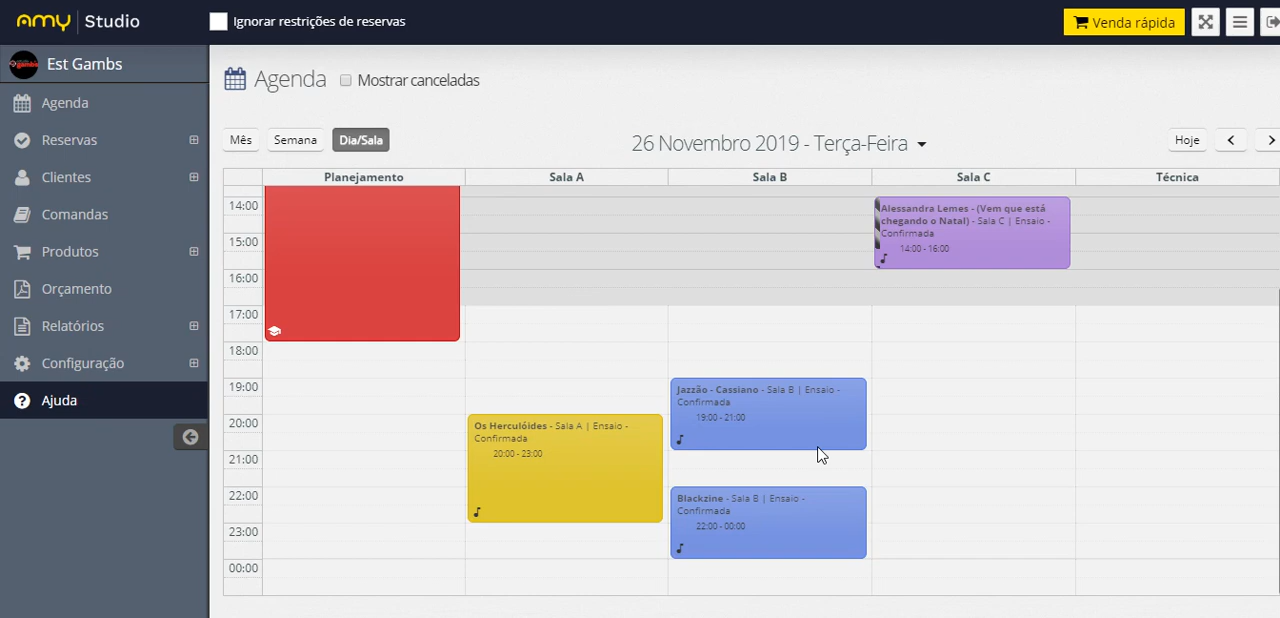 AMY Studio
Ignorar restrições de reservas
Venda rápida
Est Gambs
Agenda
Reservas
Clientes
Comandas
Produtos
Orçamento
Relatórios
Configuração
Ajuda
Agenda
Mostrar canceladas
Mês
Semana
Dia/Sala
26 Novembro 2019 - Terça-Feira
Hoje
Planejamento
Sala A
Sala B
Sala C
Técnica
14:00
15:00
16:00
17:00
18:00
19:00
20:00
21:00
22:00
23:00
00:00
Alessandra Lemes - (Vem que está
chegando o Natal) - Sala C | Ensaio -
Confirmada
14:00 - 16:00
Jazzão - Cassiano - Sala B | Ensaio -
Confirmada
19:00 - 21:00
Os Herculóides - Sala A | Ensaio -
Confirmada
20:00 - 23:00
Blackzine - Sala B | Ensaio -
Confirmada
22:00 - 00:00